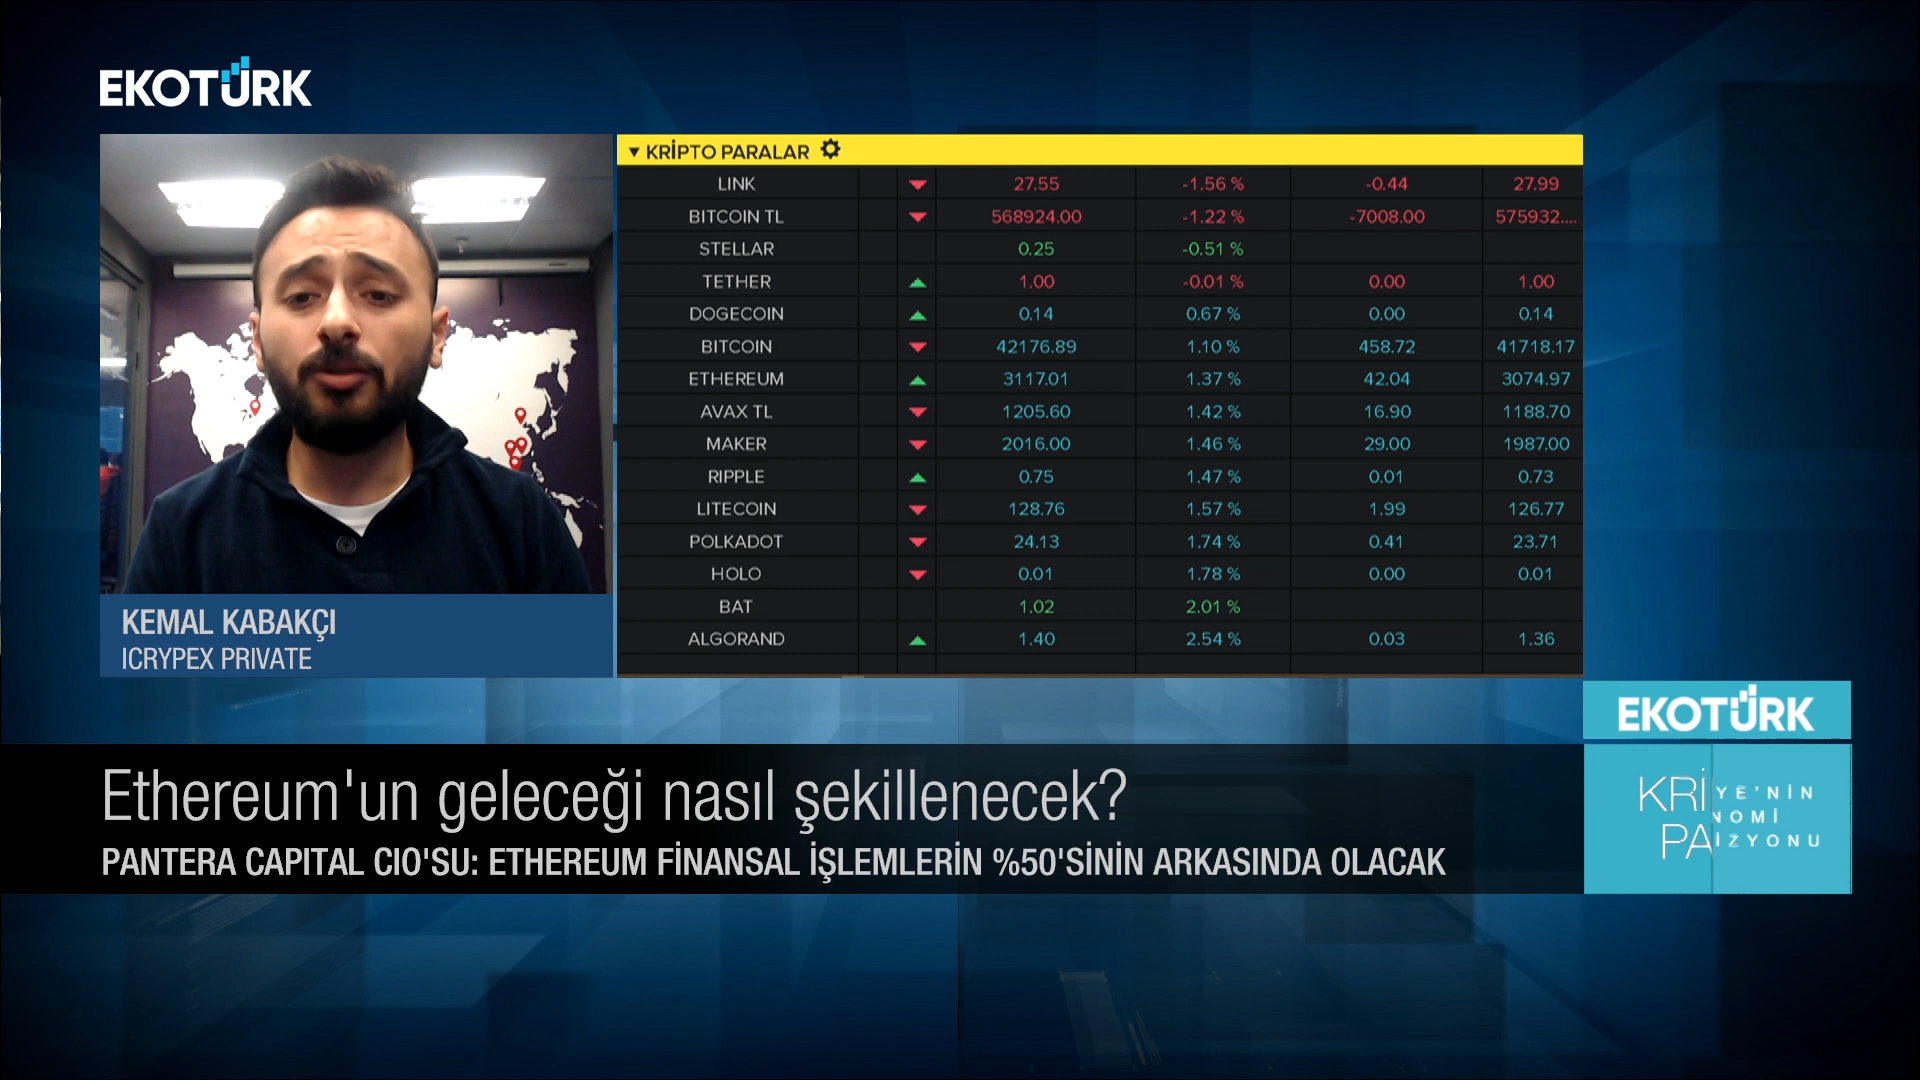 EKOTÜRK
KRİPTO PARALAR
LINK 27.55 -1.56 % -0.44 27.99
BITCOIN TL 568924.00 -1.22 % -7008.00 575932....
STELLAR 0.25 -0.51 %
TETHER 1.00 -0.01 % 0.00 1.00
DOGECOIN 0.14 0.67 % 0.00 0.14
BITCOIN 42176.89 1.10 % 458.72 41718.17
ETHEREUM 3117.01 1.37 % 42.04 3074.97
AVAX TL 1205.60 1.42 % 16.90 1188.70
MAKER 2016.00 1.46 % 29.00 1987.00
RIPPLE 0.75 1.47 % 0.01 0.73
LITECOIN 128.76 1.57 % 1.99 126.77
POLKADOT 24.13 1.74 % 0.41 23.71
HOLO 0.01 1.78 % 0.00 0.01
BAT 1.02 2.01 %
ALGORAND 1.40 2.54 % 0.03 1.36
KEMAL KABAKÇI
ICRYPEX PRIVATE
EKOTÜRK
Ethereum'un geleceği nasıl şekillenecek?
PANTERA CAPITAL CIO'SU: ETHEREUM FİNANSAL İŞLEMLERİN %50'SİNİN ARKASINDA OLACAK
KRİ YE'NİN
NOMİ
PA İZYONU